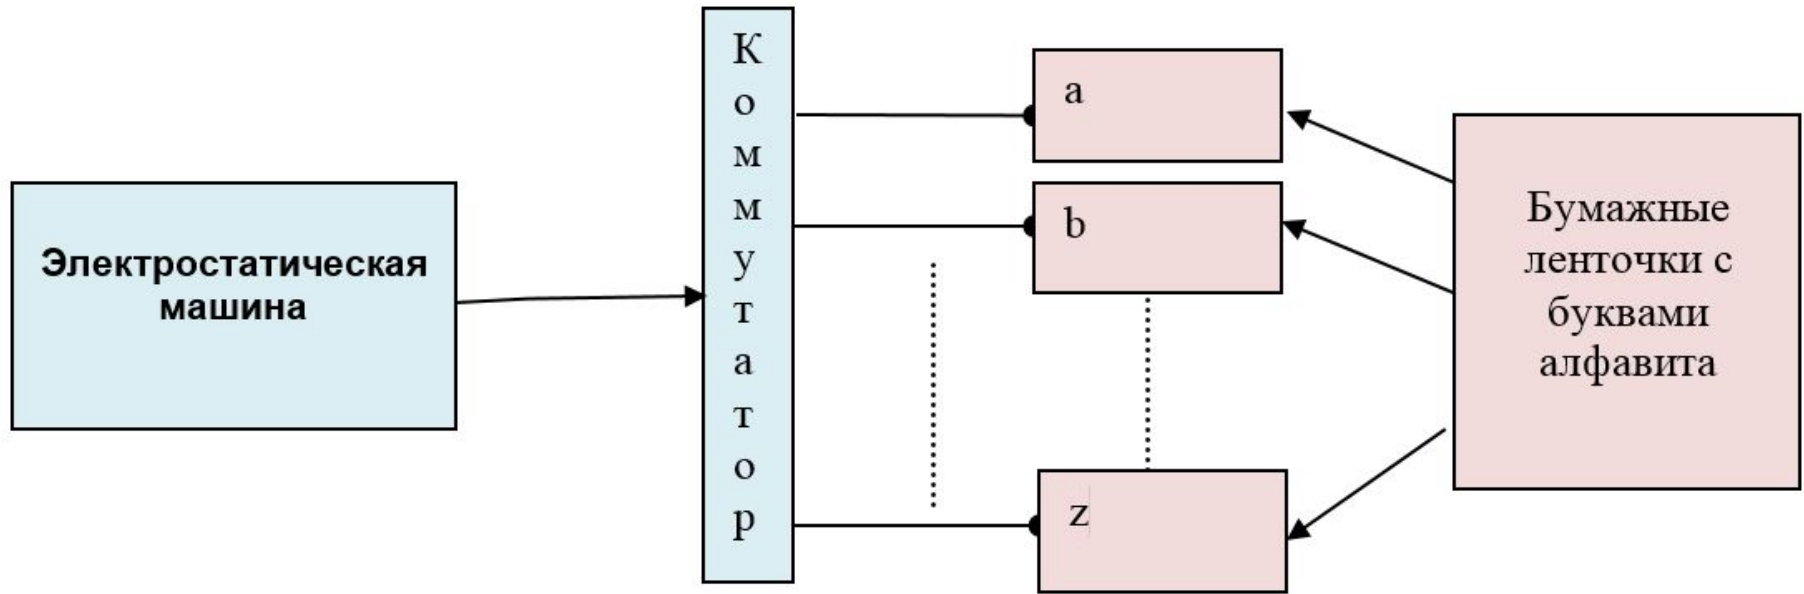 Электростатическая
машина
К
о
м
м
у
т
а
т
о
р
a
b
z
Бумажные
ленточки с
буквами
алфавита